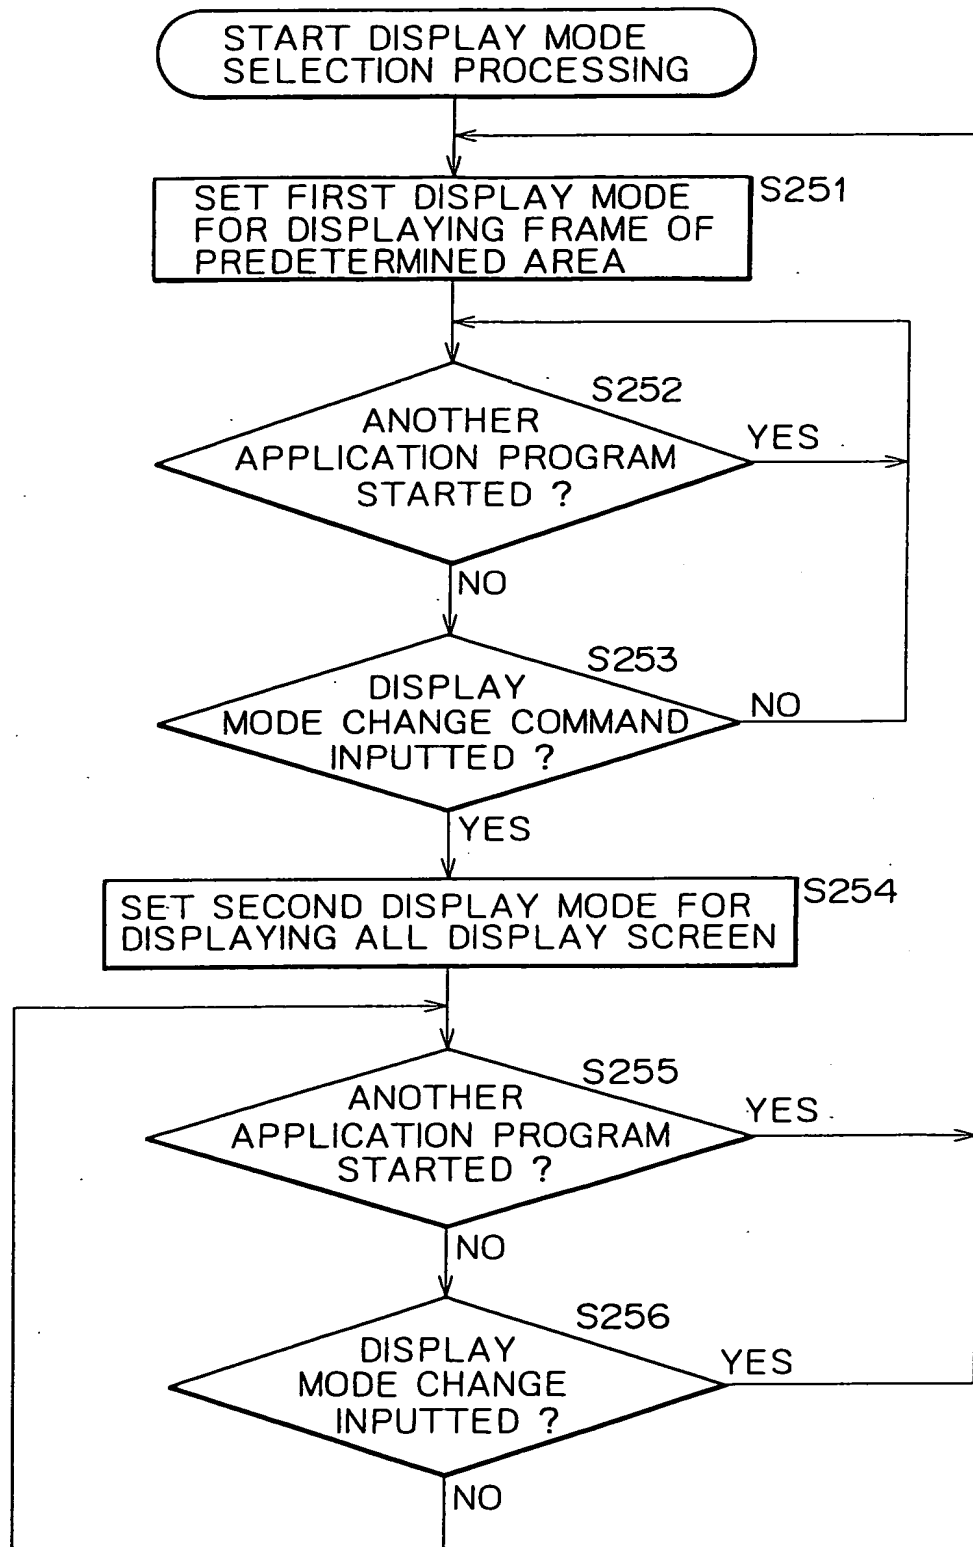 START DISPLAY MODE
SELECTION PROCESSING
S251
SET FIRST DISPLAY MODE
FOR DISPLAYING FRAME OF
PREDETERMINED AREA
S252
ANOTHER
APPLICATION PROGRAM
STARTED ?
YES
NO
S253
DISPLAY
MODE CHANGE COMMAND
INPUTTED ?
NO
YES
S254
SET SECOND DISPLAY MODE FOR
DISPLAYING ALL DISPLAY SCREEN
S255
ANOTHER
APPLICATION PROGRAM
STARTED ?
YES
NO
S256
DISPLAY
MODE CHANGE
INPUTTED ?
YES
NO